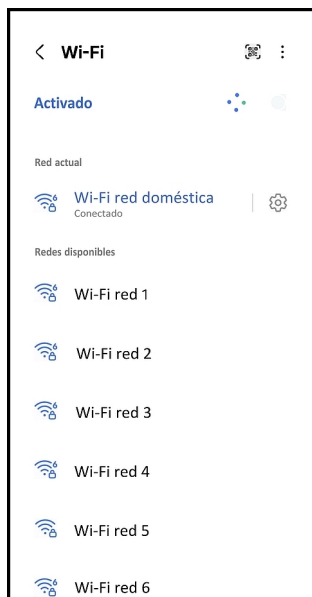 Wi-Fi
Activado
Red actual
Wi-Fi red doméstica
Conectado
Redes disponibles
Wi-Fi red 1
Wi-Fi red 2
Wi-Fi red 3
Wi-Fi red 4
Wi-Fi red 5
Wi-Fi red 6